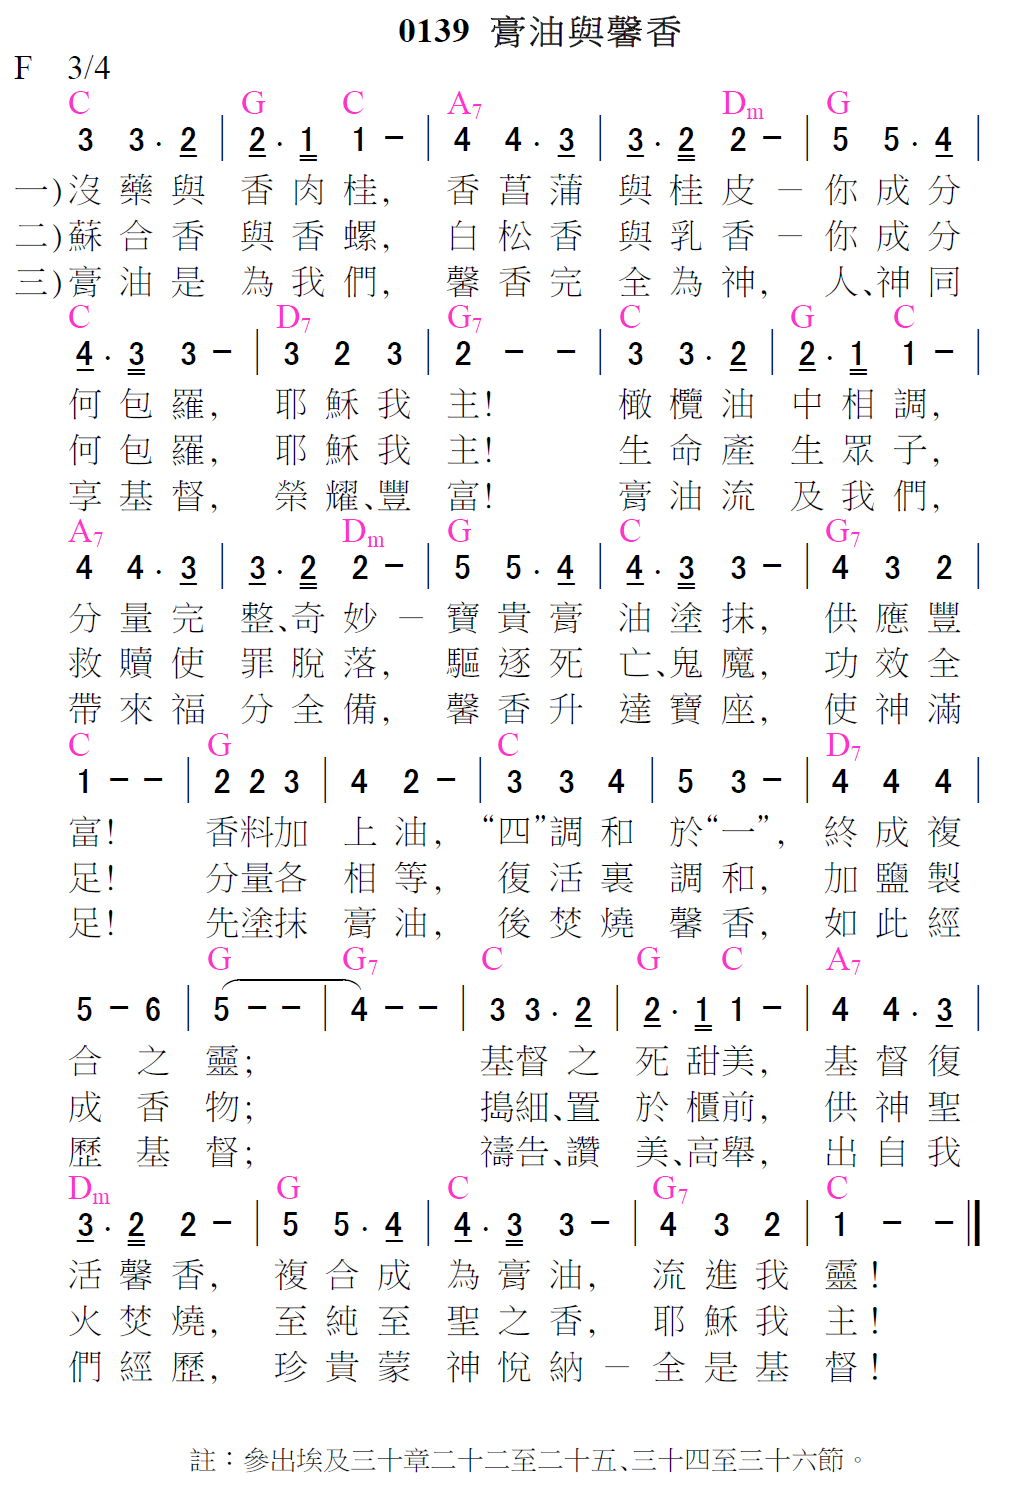 0139 膏油與馨香
F 3/4
C G C A7 Dm G
3 3 . 2 | 2 . 1 1 – | 4 4 . 3 | 3 . 2 2 – | 5 5 . 4 |
一)沒藥與 香肉桂, 香菖蒲 與桂皮 – 你成分
二)蘇合香 與香螺, 白松香 與乳香 – 你成分
三)膏油是 為我們, 馨香完 全為神, 人、神同
C D7 G7 C G C
4 . 3 3 – | 3 2 3 | 2 – – | 3 3 . 2 | 2 . 1 1 – |
何包羅, 耶穌我 主! 橄欖油 中相調,
何包羅, 耶穌我 主! 生命產 生眾子,
享基督, 榮耀、豐 富! 膏油流 及我們,
A7 Dm G C G7
4 4 . 3 | 3 . 2 2 – | 5 5 . 4 | 4 . 3 3 – | 4 3 2 |
分量完 整、奇妙 – 寶貴膏 油塗抹, 供應豐
救贖使 罪脫落, 驅逐死 亡、鬼魔, 功效全
帶來福 分全備, 馨香升 達寶座, 使神滿
C G C D7
1 – – | 2 2 3 | 4 2 – | 3 3 4 | 5 3 – | 4 4 4 |
富! 香料加 上油, “四”調和 於“一”, 終成複
足! 分量各 相等, 復活裏 調和, 加鹽製
足! 先塗抹 膏油, 後焚燒 馨香, 如此經
G G7 C G C A7
5 – 6 | 5 – – | 4 – – | 3 3 . 2 | 2 . 1 1 – | 4 4 . 3 |
合之 靈; 基督之 死甜美, 基督復
成香 物; 搗細、置 於櫃前, 供神聖
歷基 督; 禱告、讚 美、高舉, 出自我
Dm G C G7 C
3 . 2 2 – | 5 5 . 4 | 4 . 3 3 – | 4 3 2 | 1 – – ‖
活馨香, 複合成 為膏油, 流進我 靈!
火焚燒, 至純至 聖之香, 耶穌我 主!
們經歷, 珍貴蒙 神悅納 – 全是基 督!
註：參出埃及三十章二十二至二十五、三十四至三十六節。